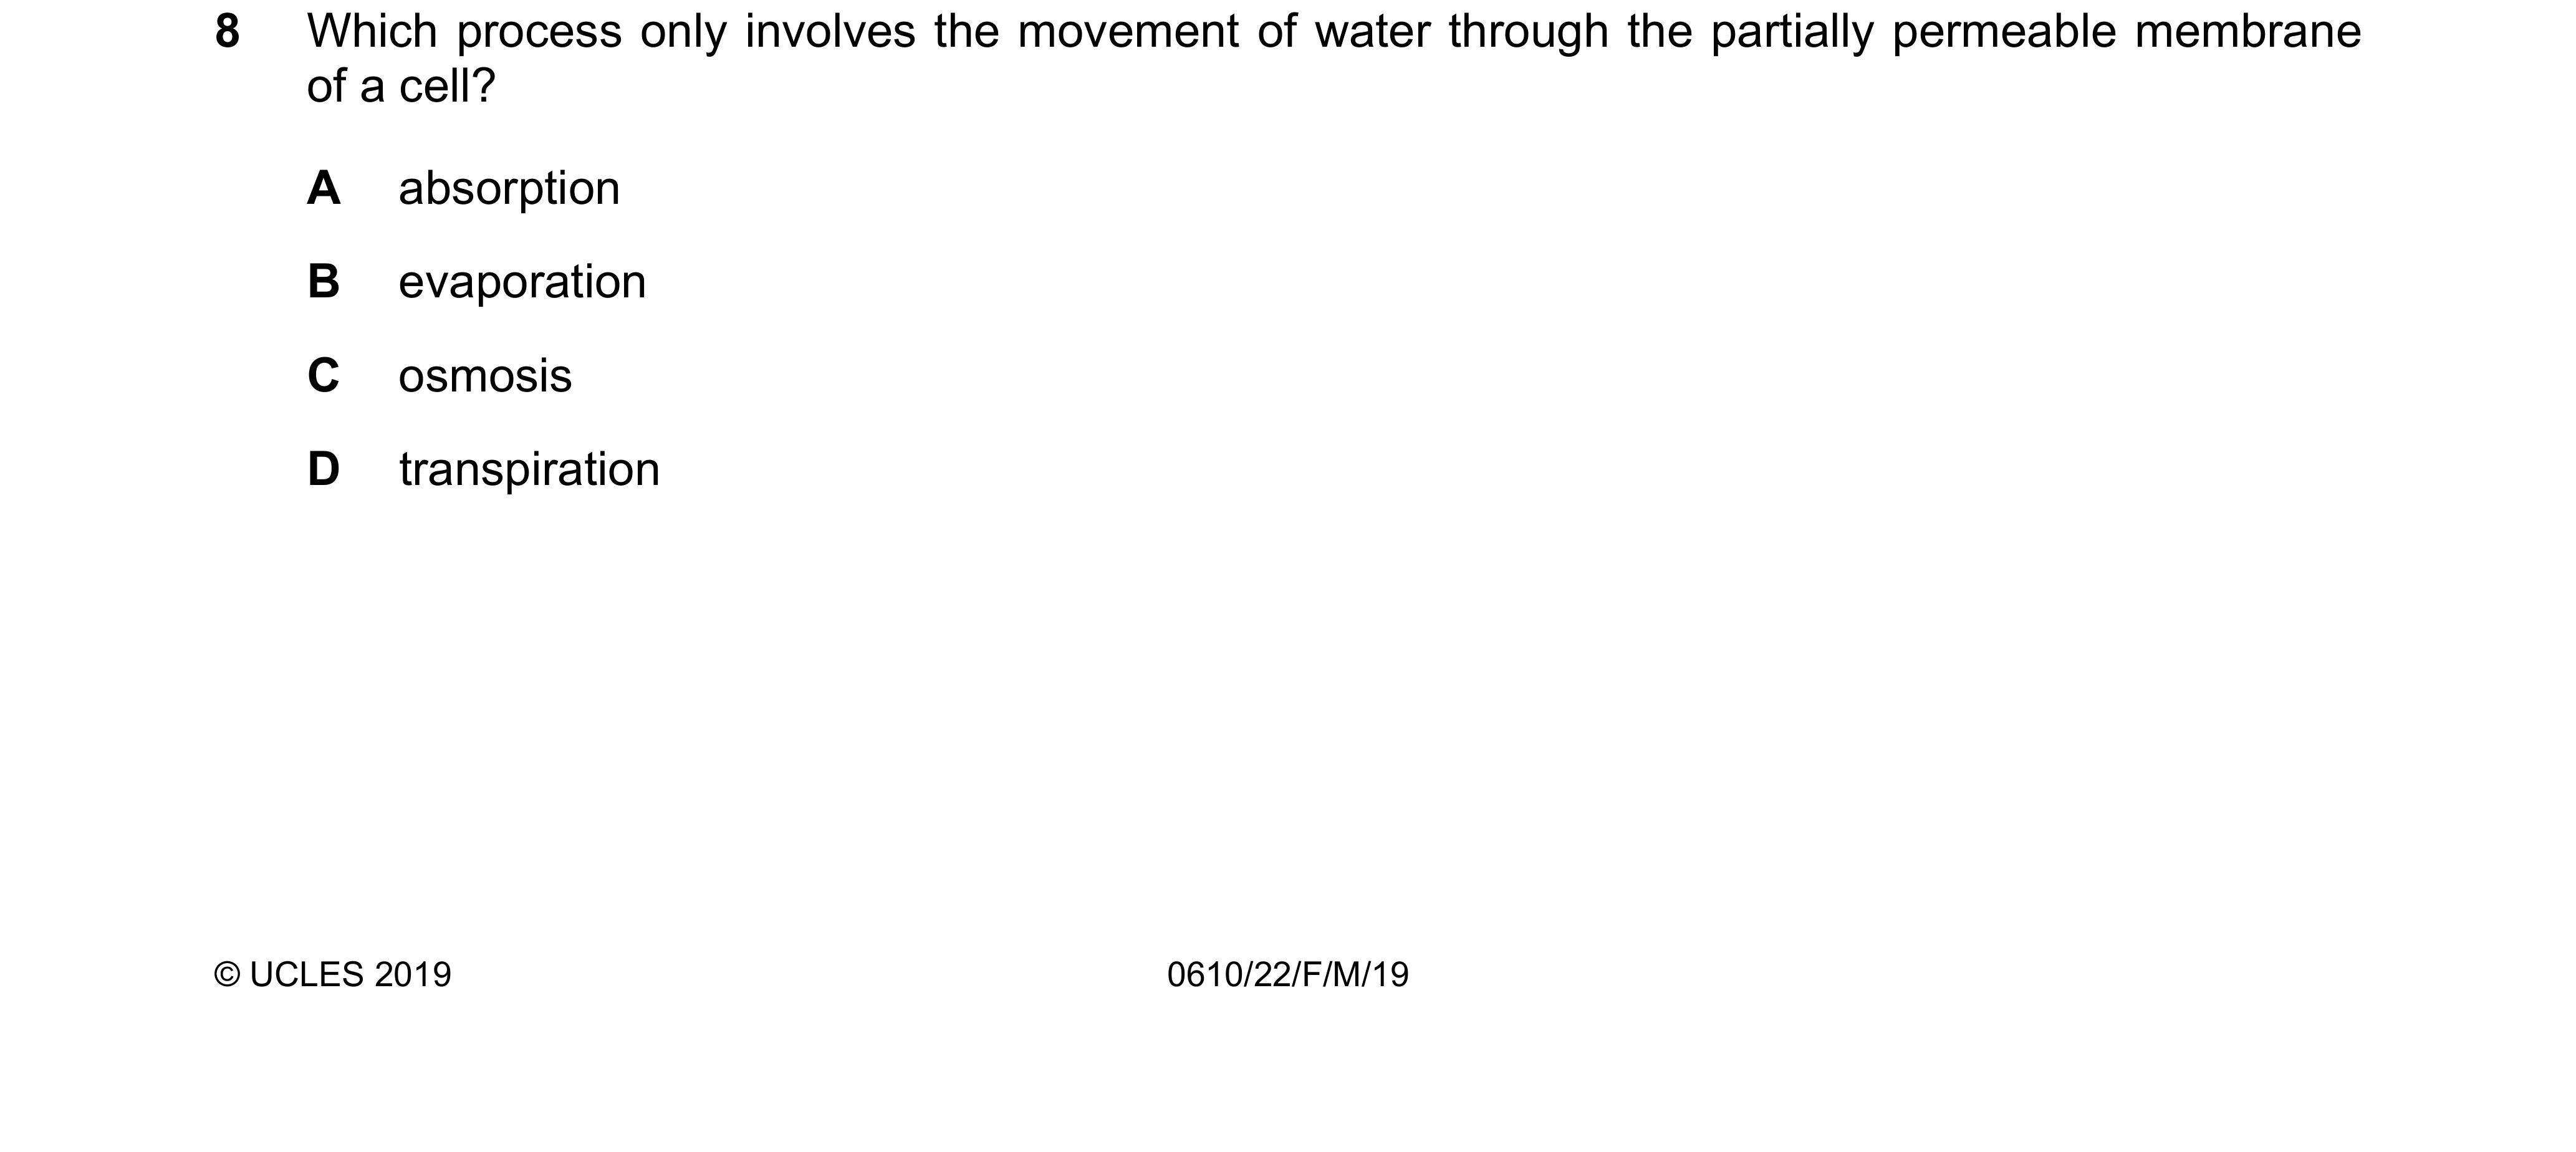 8 Which process only involves the movement of water through the partially permeable membrane
of a cell?
A absorption
B evaporation
C osmosis
D transpiration
© UCLES 2019 0610/22/F/M/19